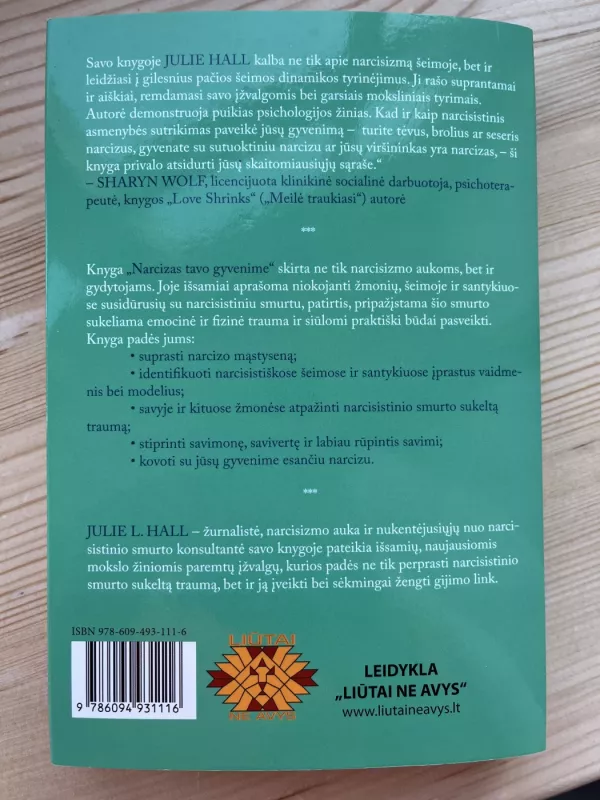 Savo knygoje JULIE HALL kalba ne tik apie narcisizmą šeimoje, bet ir
leidžiasi į gilesnius pačios šeimos dinamikos tyrinėjimus. Ji rašo suprantamai
ir aiškiai, remdamasi savo įžvalgomis bei garsiais moksliniais tyrimais.
Autorė demonstruoja puikias psichologijos žinias. Kad ir kaip narcisistinis
asmenybės sutrikimas paveikė jūsų gyvenimą – turite tėvus, brolius ar seseris
narcizus, gyvenate su sutuoktiniu narcizu ar jūsų viršininkas yra narcizas, – ši
knyga privalo atsidurti jūsų skaitomiausiųjų sąraše.“
– SHARYN WOLF, licencijuota klinikinė socialinė darbuotoja, psichotera-
peutė, knygos „Love Shrinks“ („Meilė traukiasi“) autorė
***
Knyga „Narcizas tavo gyvenime“ skirta ne tik narcisizmo aukoms, bet ir
gydytojams. Joje išsamiai aprašoma niokojanti žmonių, šeimoje ir santykiuo-
se susidūrusių su narcisistiniu smurtu, patirtis, pripažįstama šio smurto
sukeliama emocinė ir fizinė trauma ir siūlomi praktiški būdai pasveikti.
Knyga padės jums:
• suprasti narcizo mąstyseną;
• identifikuoti narcisistiškose šeimose ir santykiuose įprastus vaidme-
nis bei modelius;
• savyje ir kituose žmonėse atpažinti narcisistinio smurto sukeltą
traumą;
• stiprinti savimonę, savivertę ir labiau rūpintis savimi;
• kovoti su jūsų gyvenime esančiu narcizu.
***
JULIE L. HALL – žurnalistė, narcisizmo auka ir nukentėjusiųjų nuo narci-
sistinio smurto konsultantė savo knygoje pateikia išsamių, naujausiomis
mokslo žiniomis paremtų įžvalgų, kurios padės ne tik perprasti narcisistinio
smurto sukeltą traumą, bet ir ją įveikti bei sėkmingai žengti gijimo link.
ISBN 978-609-493-111-6
9 786094 931116
LIŪTAI
NE AVYS
LEIDYKLA
„LIŪTAI NE AVYS“
www.liutaineavys.lt